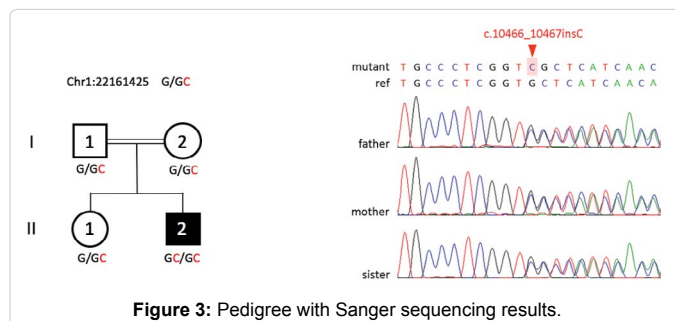 c.10466_10467insC
Chr1:22161425 G/GC
mutant T G C C C T C G G T C G C T C A T C A A C
ref T G C C C T C G G T G C T C A T C A A C A
I
1
2
G/GC
G/GC
father
mother
II
1
2
G/GC
GC/GC
sister
Figure 3: Pedigree with Sanger sequencing results.